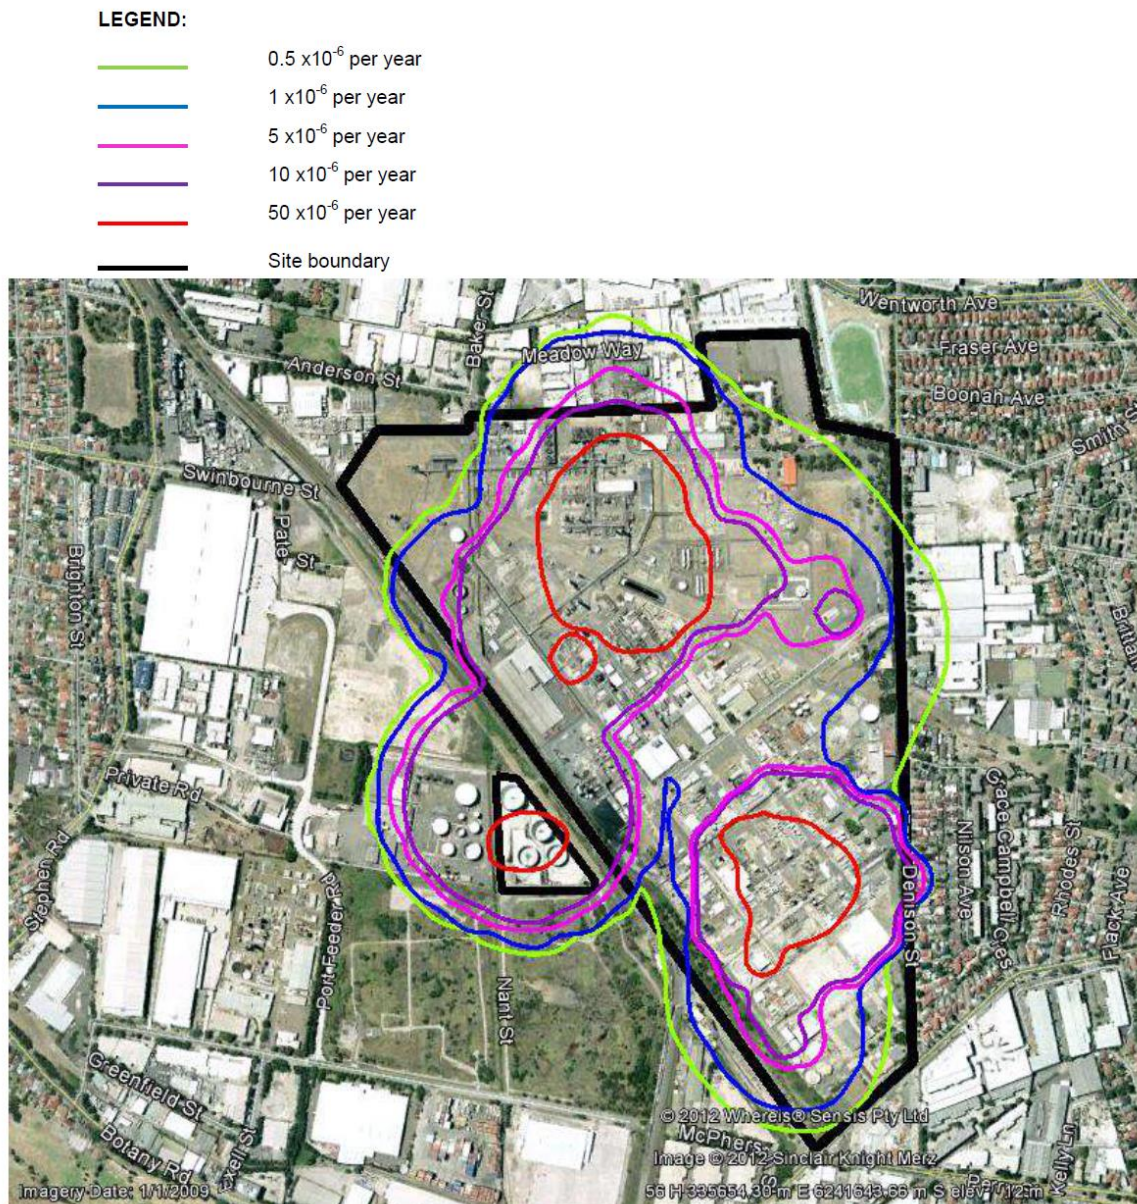 LEGEND:
0.5 x10⁻⁶ per year
1 x10⁻⁶ per year
5 x10⁻⁶ per year
10 x10⁻⁶ per year
50 x10⁻⁶ per year
Site boundary
Wentworth Ave
Baker St
Meadow Way
Fraser Ave
Anderson St
Boonah Ave
Smith S
Swinbourne St
Pate St
Brighton St
Brittain
Private Rd
Stephen Rd
Port Feeder Rd
Nant St
Denison St
Nilson Ave
Grace Campbell Cres
Rhodes St
Flack Ave
Greenfield St
Botany Rd
© 2012 Whereis® Sensis Pty Ltd
McPhers
Image © 2012 Sinclair Knight Merz
Kelly Ln
Imagery Date: 1/1/2009